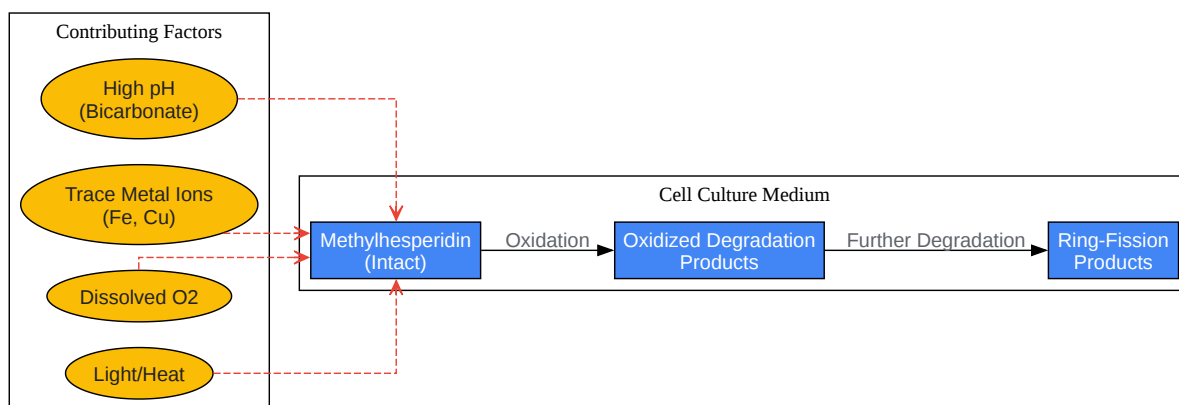 Contributing Factors
High pH
(Bicarbonate)
Trace Metal Ions
(Fe, Cu)
Dissolved O2
Light/Heat
Cell Culture Medium
Methylhesperidin
(Intact)
Oxidation
Oxidized Degradation
Products
Further Degradation
Ring-Fission
Products